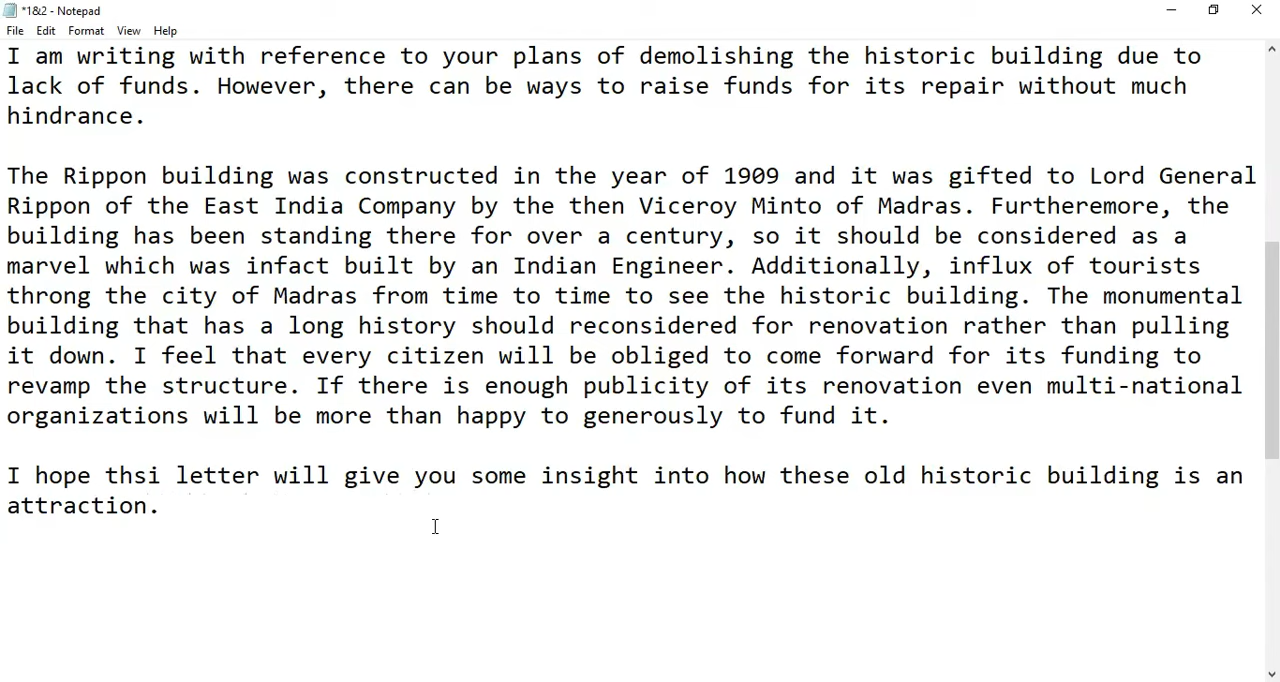 *1&2 - Notepad
File Edit Format View Help
I am writing with reference to your plans of demolishing the historic building due to
lack of funds. However, there can be ways to raise funds for its repair without much
hindrance.
The Rippon building was constructed in the year of 1909 and it was gifted to Lord General
Rippon of the East India Company by the then Viceroy Minto of Madras. Furtheremore, the
building has been standing there for over a century, so it should be considered as a
marvel which was infact built by an Indian Engineer. Additionally, influx of tourists
throng the city of Madras from time to time to see the historic building. The monumental
building that has a long history should reconsidered for renovation rather than pulling
it down. I feel that every citizen will be obliged to come forward for its funding to
revamp the structure. If there is enough publicity of its renovation even multi-national
organizations will be more than happy to generously to fund it.
I hope thsi letter will give you some insight into how these old historic building is an
attraction.